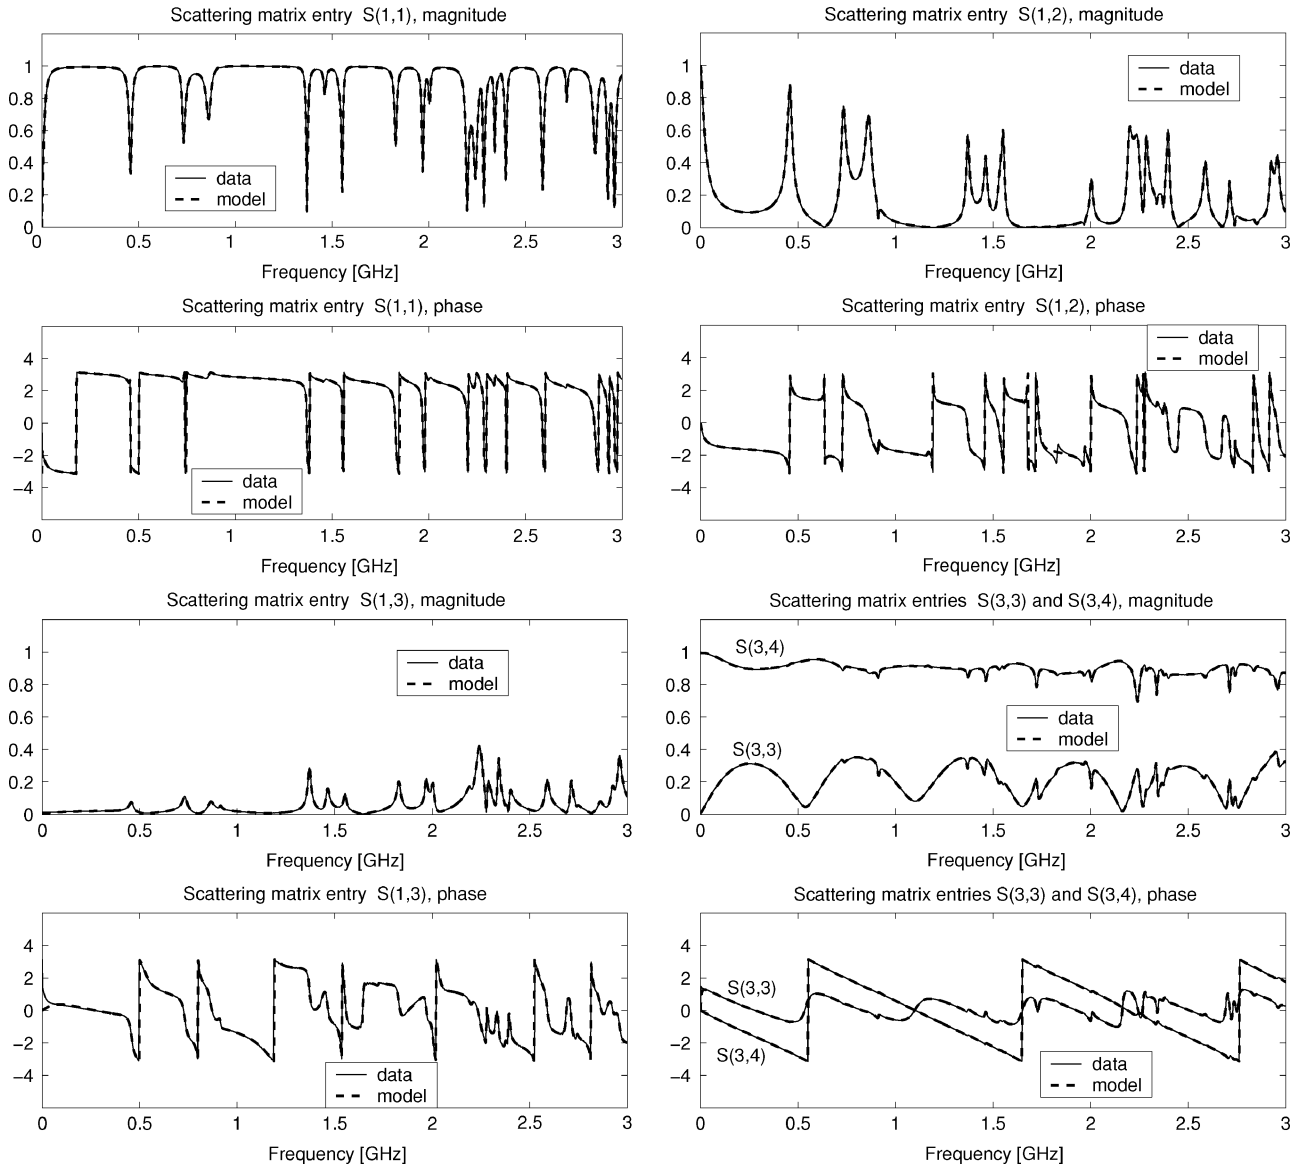 Scattering matrix entry S(1,1), magnitude
1
0.8
0.6
0.4
0.2
0
data
model
0 0.5 1 1.5 2 2.5 3
Frequency [GHz]
Scattering matrix entry S(1,2), magnitude
1
0.8
0.6
0.4
0.2
0
data
model
0 0.5 1 1.5 2 2.5 3
Frequency [GHz]
Scattering matrix entry S(1,1), phase
4
2
0
−2
−4
data
model
0 0.5 1 1.5 2 2.5 3
Frequency [GHz]
Scattering matrix entry S(1,2), phase
data
model
4
2
0
−2
−4
0 0.5 1 1.5 2 2.5 3
Frequency [GHz]
Scattering matrix entry S(1,3), magnitude
data
model
1
0.8
0.6
0.4
0.2
0
0 0.5 1 1.5 2 2.5 3
Frequency [GHz]
Scattering matrix entries S(3,3) and S(3,4), magnitude
S(3,4)
data
model
S(3,3)
1
0.8
0.6
0.4
0.2
0
0 0.5 1 1.5 2 2.5 3
Frequency [GHz]
Scattering matrix entry S(1,3), phase
4
2
0
−2
−4
data
model
0 0.5 1 1.5 2 2.5 3
Frequency [GHz]
Scattering matrix entries S(3,3) and S(3,4), phase
4
2
0
−2
−4
S(3,3)
S(3,4)
data
model
0 0.5 1 1.5 2 2.5 3
Frequency [GHz]